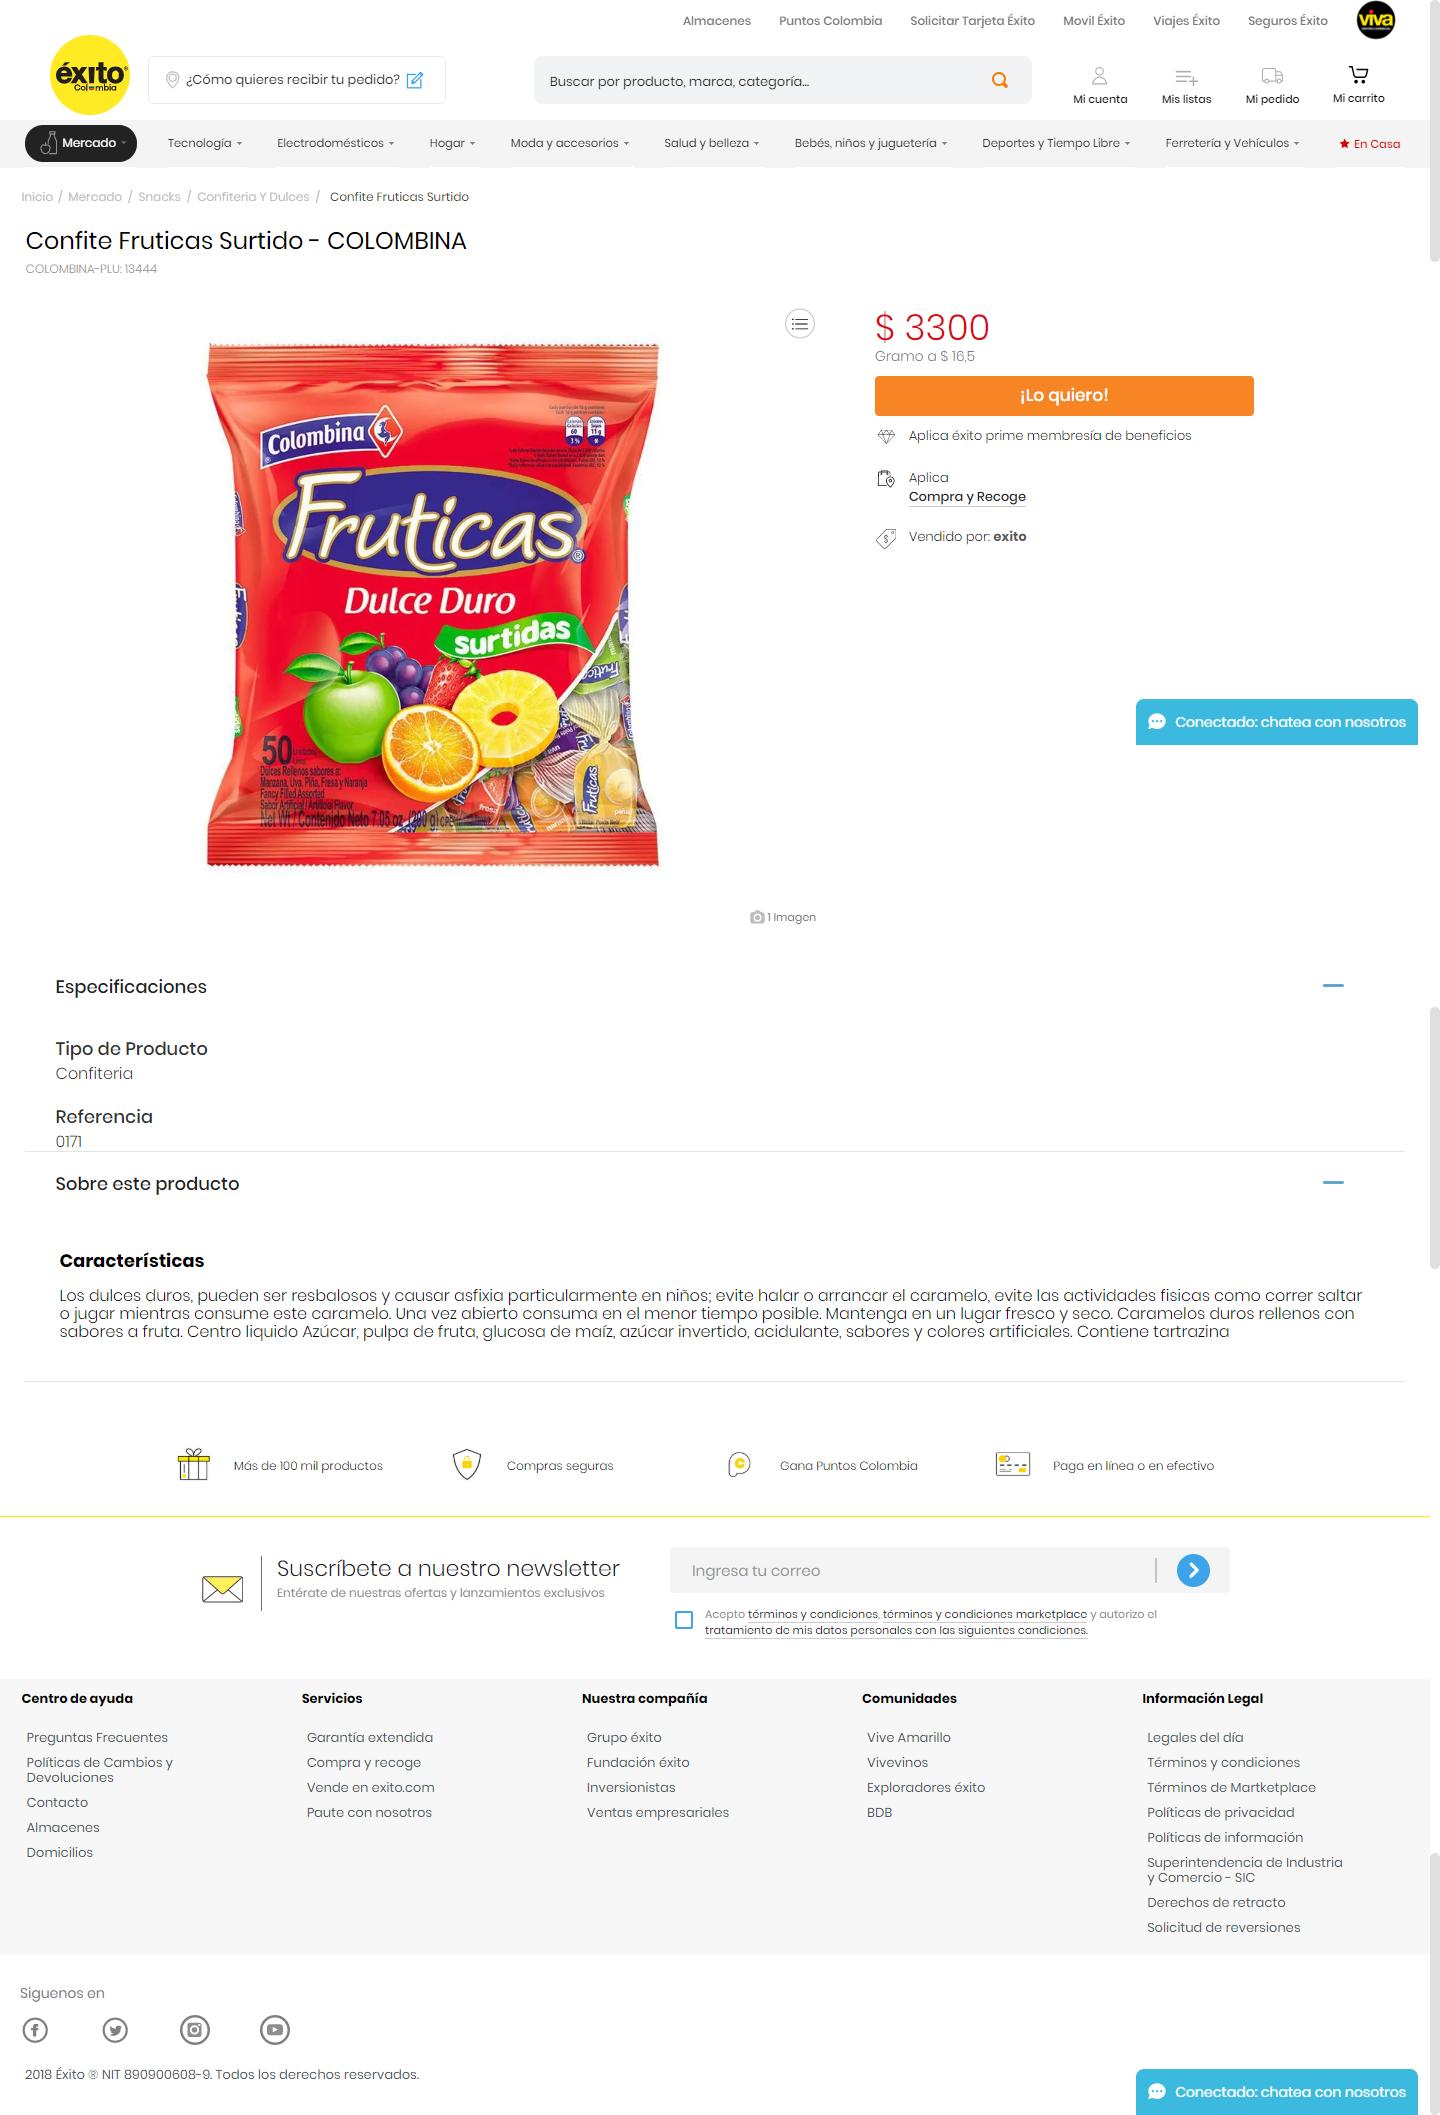 Almacenes Puntos Colombia Solicitar Tarjeta Éxito Movil Éxito Viajes Éxito Seguros Éxito viva
éxito
Colombia
¿Cómo quieres recibir tu pedido?
Buscar por producto, marca, categoría...
Mi cuenta Mis listas Mi pedido Mi carrito
Mercado Tecnología Electrodomésticos Hogar Moda y accesorios Salud y belleza Bebés, niños y juguetería Deportes y Tiempo Libre Ferretería y Vehículos En Casa
Inicio / Mercado / Snacks / Confiteria Y Dulces / Confite Fruticas Surtido
Confite Fruticas Surtido - COLOMBINA
COLOMBINA-PLU: 13444
Colombina
Fruticas®
Dulce Duro
surtidas
50
Dulces Rellenos sabores a:
Manzana, Uva, Piña, Fresa y Naranja
Fancy Filled Assorted
Sabor Artificial / Artificial Flavor
Net Wt / Contenido Neto 7.05 oz (200 g)
Fruticas
1 Imagen
$ 3300
Gramo a $ 16,5
¡Lo quiero!
Aplica éxito prime membresía de beneficios
Aplica
Compra y Recoge
Vendido por: exito
Conectado: chatea con nosotros
Especificaciones
Tipo de Producto
Confiteria
Referencia
0171
Sobre este producto
Características
Los dulces duros, pueden ser resbalosos y causar asfixia particularmente en niños; evite halar o arrancar el caramelo, evite las actividades fisicas como correr saltar
o jugar mientras consume este caramelo. Una vez abierto consuma en el menor tiempo posible. Mantenga en un lugar fresco y seco. Caramelos duros rellenos con
sabores a fruta. Centro liquido Azúcar, pulpa de fruta, glucosa de maíz, azúcar invertido, acidulante, sabores y colores artificiales. Contiene tartrazina
Más de 100 mil productos
Compras seguras
Gana Puntos Colombia
Paga en línea o en efectivo
Suscríbete a nuestro newsletter
Entérate de nuestras ofertas y lanzamientos exclusivos
Ingresa tu correo
Acepto términos y condiciones, términos y condiciones marketplace y autorizo el
tratamiento de mis datos personales con las siguientes condiciones.
Centro de ayuda
Preguntas Frecuentes
Políticas de Cambios y
Devoluciones
Contacto
Almacenes
Domicilios
Servicios
Garantía extendida
Compra y recoge
Vende en exito.com
Paute con nosotros
Nuestra compañía
Grupo éxito
Fundación éxito
Inversionistas
Ventas empresariales
Comunidades
Vive Amarillo
Vivevinos
Exploradores éxito
BDB
Información Legal
Legales del día
Términos y condiciones
Términos de Martketplace
Políticas de privacidad
Políticas de información
Superintendencia de Industria
y Comercio - SIC
Derechos de retracto
Solicitud de reversiones
Siguenos en
2018 Éxito ® NIT 890900608-9. Todos los derechos reservados.
Conectado: chatea con nosotros